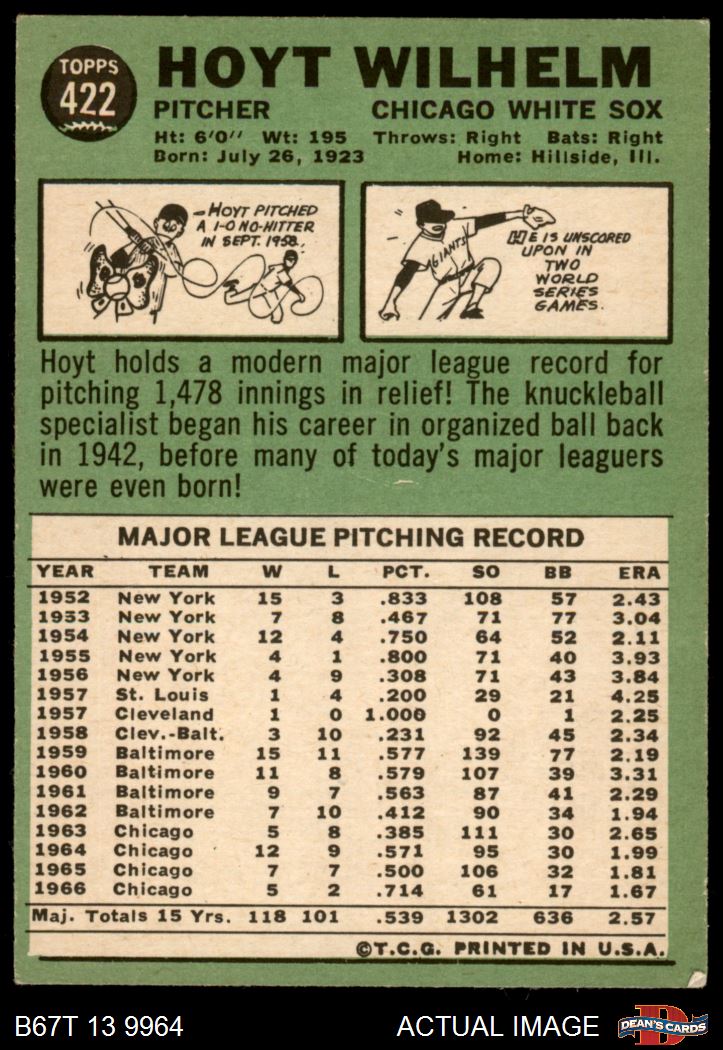 TOPPS
422
HOYT WILHELM
PITCHER CHICAGO WHITE SOX
Ht: 6'0" Wt: 195 Throws: Right Bats: Right
Born: July 26, 1923 Home: Hillside, Ill.
-HOYT PITCHED
A 1-0 NO-HITTER
IN SEPT. 1958.
GIANTS
HE IS UNSCORED
UPON IN
TWO
WORLD
SERIES
GAMES.
Hoyt holds a modern major league record for
pitching 1,478 innings in relief! The knuckleball
specialist began his career in organized ball back
in 1942, before many of today's major leaguers
were even born!
MAJOR LEAGUE PITCHING RECORD
YEAR TEAM W L PCT. SO BB ERA
1952 New York 15 3 .833 108 57 2.43
1953 New York 7 8 .467 71 77 3.04
1954 New York 12 4 .750 64 52 2.11
1955 New York 4 1 .800 71 40 3.93
1956 New York 4 9 .308 71 43 3.84
1957 St. Louis 1 4 .200 29 21 4.25
1957 Cleveland 1 0 1.000 0 1 2.25
1958 Clev.-Balt. 3 10 .231 92 45 2.34
1959 Baltimore 15 11 .577 139 77 2.19
1960 Baltimore 11 8 .579 107 39 3.31
1961 Baltimore 9 7 .563 87 41 2.29
1962 Baltimore 7 10 .412 90 34 1.94
1963 Chicago 5 8 .385 111 30 2.65
1964 Chicago 12 9 .571 95 30 1.99
1965 Chicago 7 7 .500 106 32 1.81
1966 Chicago 5 2 .714 61 17 1.67
Maj. Totals 15 Yrs. 118 101 .539 1302 636 2.57
©T.C.G. PRINTED IN U.S.A.
B67T 13 9964 ACTUAL IMAGE
D
DEAN'S CARDS